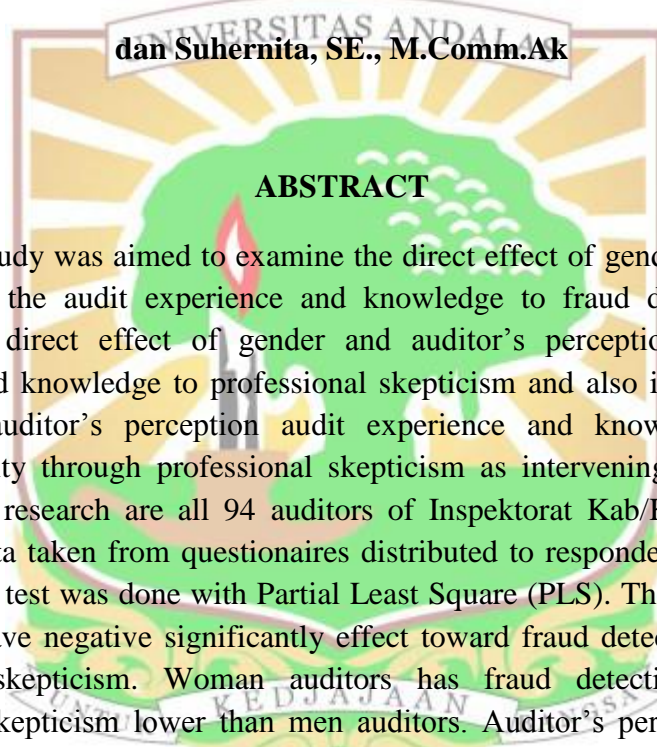 UNIVERSITAS ANDALAS
dan Suhernita, SE., M.Comm.Ak
ABSTRACT
udy was aimed to examine the direct effect of gend
the audit experience and knowledge to fraud d
direct effect of gender and auditor's perceptio
d knowledge to professional skepticism and also i
auditor's perception audit experience and know
ty through professional skepticism as intervening
research are all 94 auditors of Inspektorat Kab/
ta taken from questionaires distributed to responde
test was done with Partial Least Square (PLS). Th
ave negative significantly effect toward fraud detec
skepticism. Woman auditors has fraud detecti
kepticism lower than men auditors. Auditor's per
UNT KEDJAJAAN NGSA